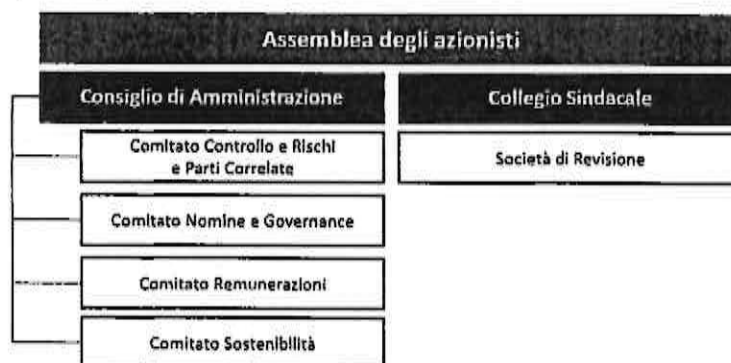 Assemblea degli azionisti
Consiglio di Amministrazione
Collegio Sindacale
Comitato Controllo e Rischi
e Parti Correlate
Società di Revisione
Comitato Nomine e Governance
Comitato Remunerazioni
Comitato Sostenibilità